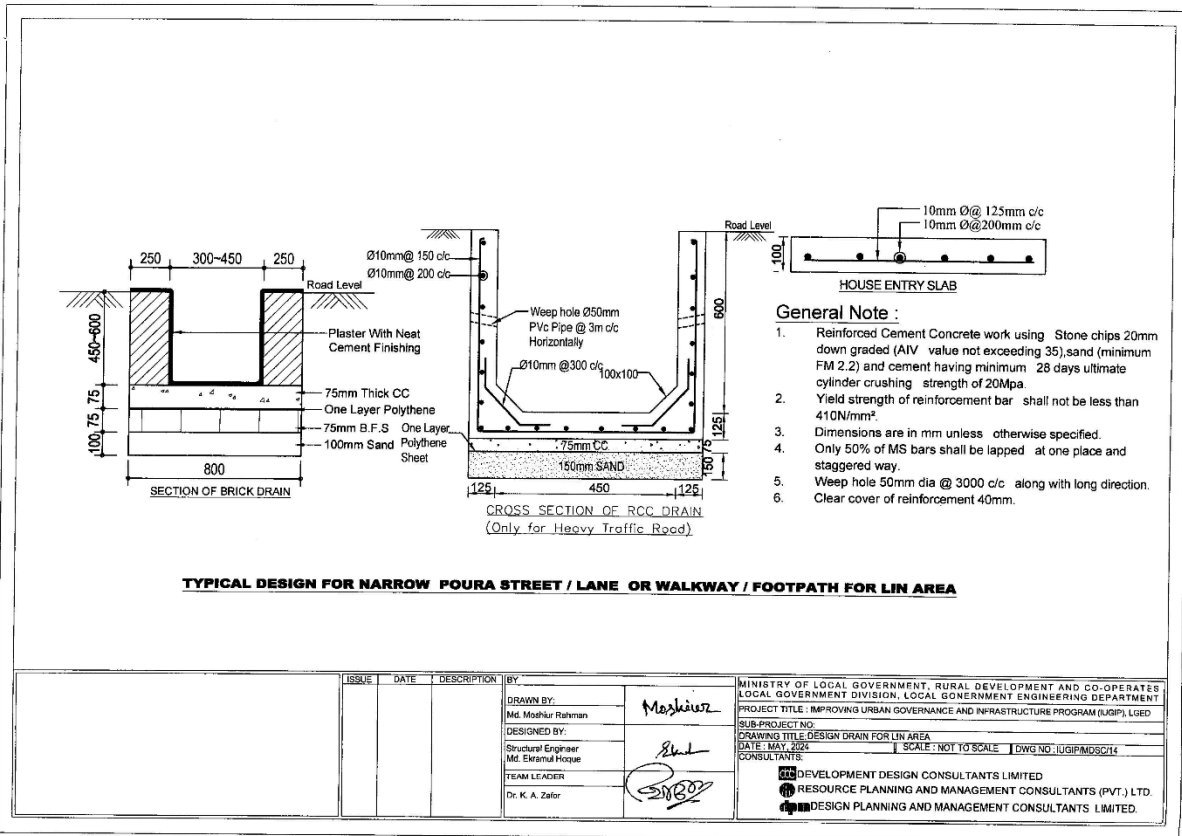 250
300~450
250
Road Level
450~600
75
75
100
Plaster With Neat
Cement Finishing
75mm Thick CC
One Layer Polythene
75mm B.F.S
100mm Sand
800
SECTION OF BRICK DRAIN
Road Level
Ø10mm@ 150 c/c
Ø10mm@ 200 c/c
Weep hole Ø50mm
PVc Pipe @ 3m c/c
Horizontally
Ø10mm@300 c/c
100x100
600
125
75
150
One Layer
Polythene
Sheet
75mm CC
150mm SAND
125
450
125
CROSS SECTION OF RCC DRAIN
(Only for Heavy Traffic Road)
10mm Ø@ 125mm c/c
10mm Ø@200mm c/c
100
HOUSE ENTRY SLAB
General Note :
1. Reinforced Cement Concrete work using Stone chips 20mm
down graded (AIV value not exceeding 35),sand (minimum
FM 2.2) and cement having minimum 28 days ultimate
cylinder crushing strength of 20Mpa.
2. Yield strength of reinforcement bar shall not be less than
410N/mm².
3. Dimensions are in mm unless otherwise specified.
4. Only 50% of MS bars shall be lapped at one place and
staggered way.
5. Weep hole 50mm dia @ 3000 c/c along with long direction.
6. Clear cover of reinforcement 40mm.
TYPICAL DESIGN FOR NARROW POURA STREET / LANE OR WALKWAY / FOOTPATH FOR LIN AREA
ISSUE DATE DESCRIPTION BY
DRAWN BY:
Md. Moshiur Rahman
DESIGNED BY:
Structural Engineer
Md. Ekramul Hoque
TEAM LEADER
Dr. K. A. Zafor
MINISTRY OF LOCAL GOVERNMENT, RURAL DEVELOPMENT AND CO-OPERATES
LOCAL GOVERNMENT DIVISION, LOCAL GONERNMENT ENGINEERING DEPARTMENT
PROJECT TITLE : IMPROVING URBAN GOVERNANCE AND INFRASTRUCTURE PROGRAM (IUGIP), LGED
SUB-PROJECT NO:
DRAWING TITLE:DESIGN DRAIN FOR LIN AREA
DATE : MAY, 2024 SCALE : NOT TO SCALE DWG NO : IUGIP/MDSC/14
CONSULTANTS:
DEVELOPMENT DESIGN CONSULTANTS LIMITED
RESOURCE PLANNING AND MANAGEMENT CONSULTANTS (PVT.) LTD.
DESIGN PLANNING AND MANAGEMENT CONSULTANTS LIMITED.